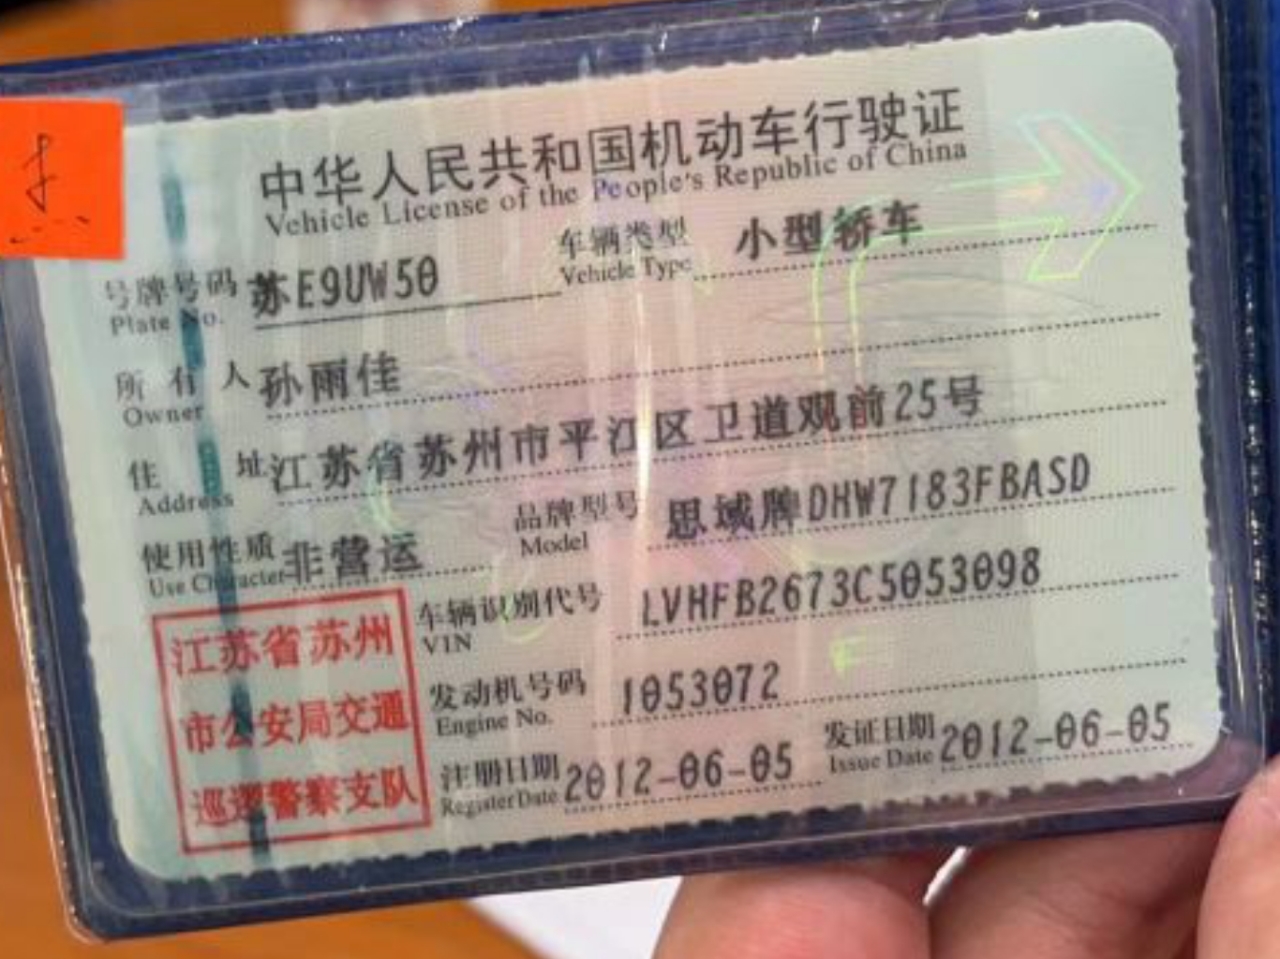 中华人民共和国机动车行驶证
Vehicle License of the People's Republic of China
号牌号码 苏E9UW50 车辆类型 小型轿车
Plate No. Vehicle Type
所有人 孙雨佳
Owner
住址 江苏省苏州市平江区卫道观前25号
Address
使用性质 非营运 品牌型号 思域牌DHW7183FBASD
Use Character Model
江苏省苏州
市公安局交通
巡逻警察支队
车辆识别代号 LVHFB2673C5053098
VIN
发动机号码 1053072
Engine No.
注册日期 2012-06-05 发证日期 2012-06-05
Register Date Issue Date